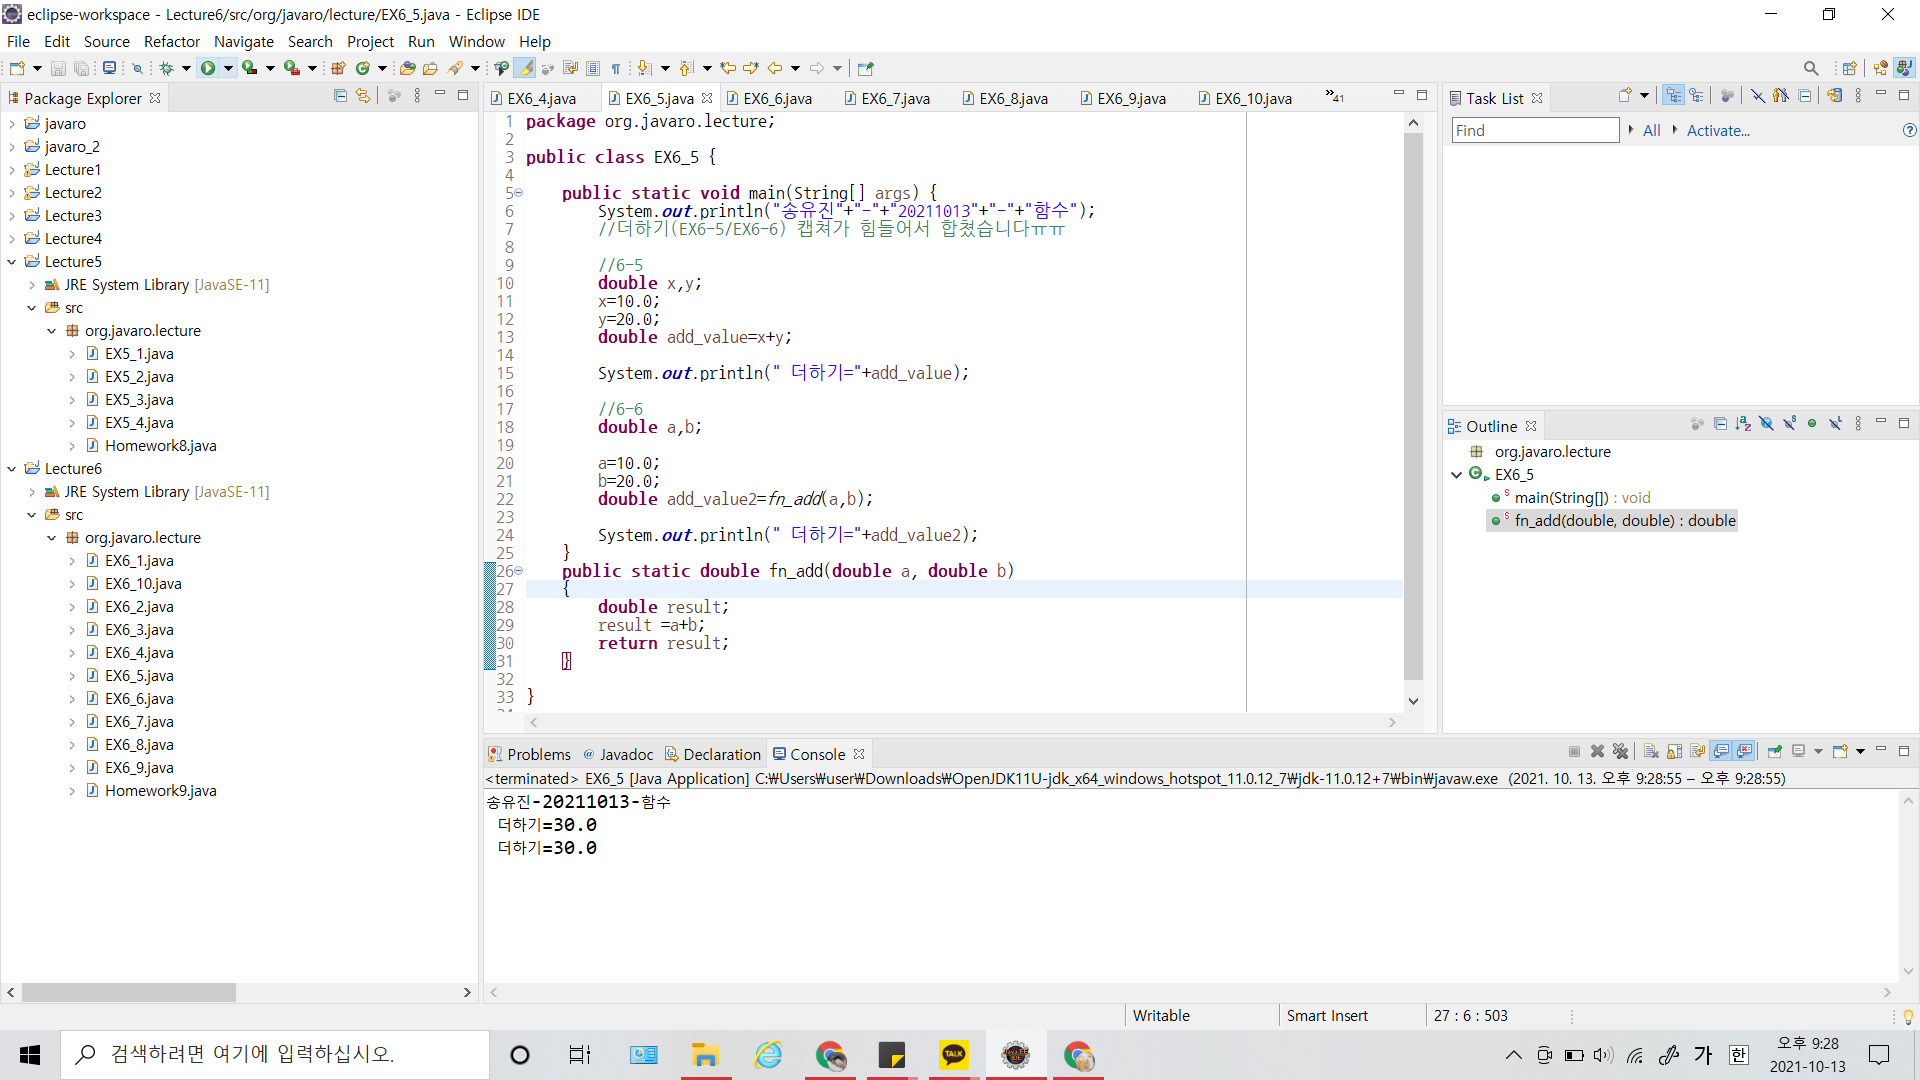 eclipse-workspace - Lecture6/src/org/javaro/lecture/EX6_5.java - Eclipse IDE
File Edit Source Refactor Navigate Search Project Run Window Help
Package Explorer
javaro
javaro_2
Lecture1
Lecture2
Lecture3
Lecture4
Lecture5
JRE System Library [JavaSE-11]
src
org.javaro.lecture
EX5_1.java
EX5_2.java
EX5_3.java
EX5_4.java
Homework8.java
Lecture6
JRE System Library [JavaSE-11]
src
org.javaro.lecture
EX6_1.java
EX6_10.java
EX6_2.java
EX6_3.java
EX6_4.java
EX6_5.java
EX6_6.java
EX6_7.java
EX6_8.java
EX6_9.java
Homework9.java
EX6_4.java EX6_5.java EX6_6.java EX6_7.java EX6_8.java EX6_9.java EX6_10.java »41
1 package org.javaro.lecture;
2
3 public class EX6_5 {
4
5 public static void main(String[] args) {
6 System.out.println("송유진"+"-"+"20211013"+"-"+"함수");
7 //더하기(EX6-5/EX6-6) 캡쳐가 힘들어서 합쳤습니다ㅠㅠ
8
9 //6-5
10 double x,y;
11 x=10.0;
12 y=20.0;
13 double add_value=x+y;
14
15 System.out.println(" 더하기="+add_value);
16
17 //6-6
18 double a,b;
19
20 a=10.0;
21 b=20.0;
22 double add_value2=fn_add(a,b);
23
24 System.out.println(" 더하기="+add_value2);
25 }
26 public static double fn_add(double a, double b)
27 {
28 double result;
29 result =a+b;
30 return result;
31 }
32
33 }
Task List
Find All Activate...
Outline
org.javaro.lecture
EX6_5
main(String[]) : void
fn_add(double, double) : double
Problems @ Javadoc Declaration Console
<terminated> EX6_5 [Java Application] C:₩Users₩user₩Downloads₩OpenJDK11U-jdk_x64_windows_hotspot_11.0.12_7₩jdk-11.0.12+7₩bin₩javaw.exe (2021. 10. 13. 오후 9:28:55 – 오후 9:28:55)
송유진-20211013-함수
더하기=30.0
더하기=30.0
Writable Smart Insert 27 : 6 : 503
검색하려면 여기에 입력하십시오.
TALK
가 한
오후 9:28
2021-10-13